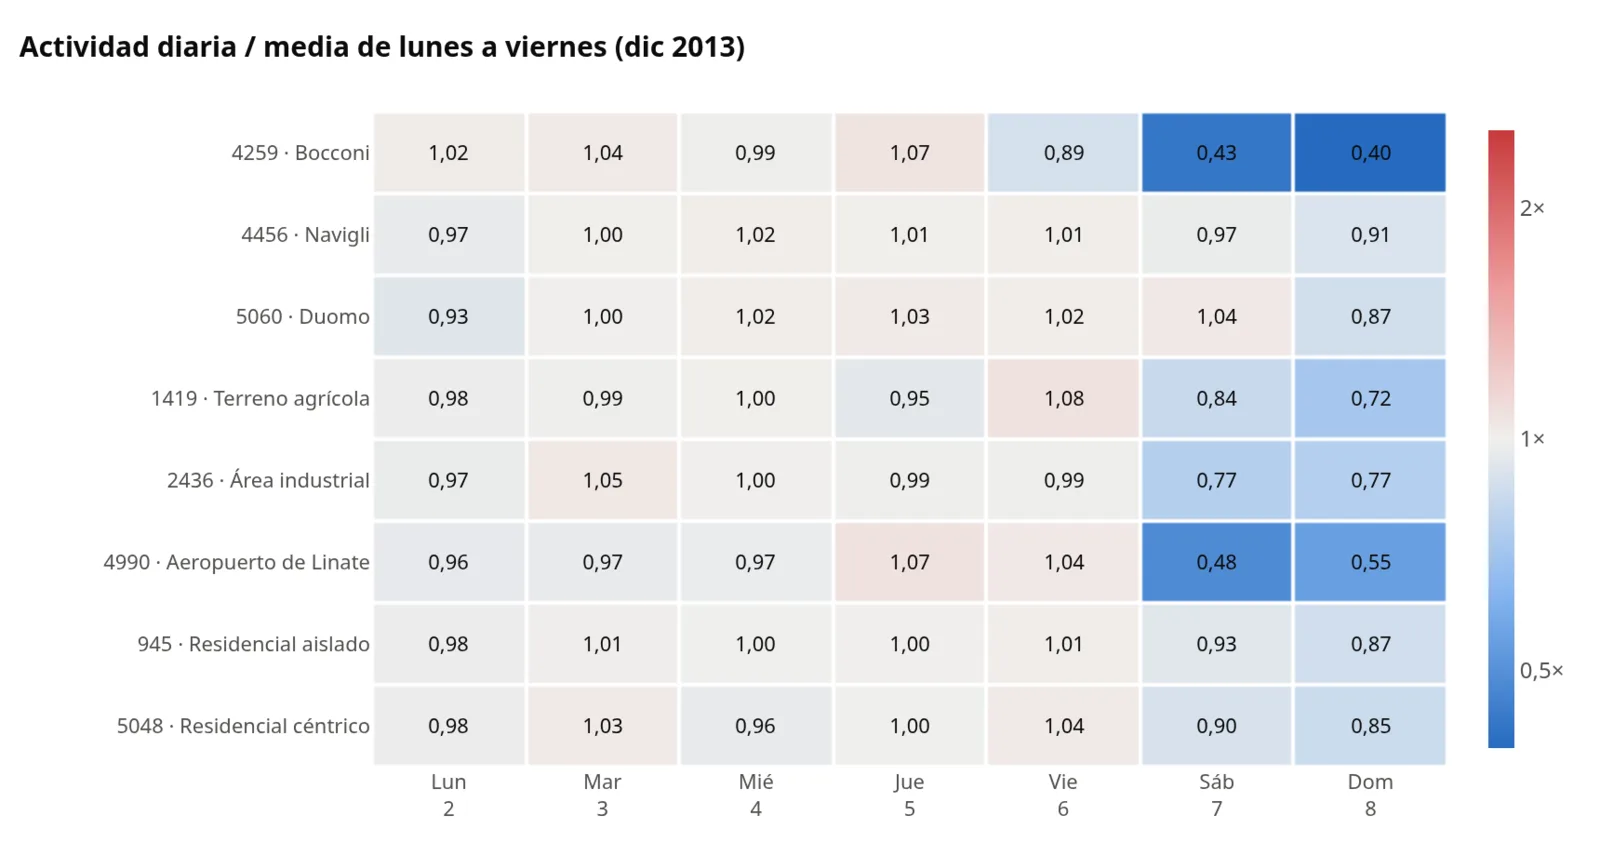 Actividad diaria / media de lunes a viernes (dic 2013)
4259 · Bocconi 1,02 1,04 0,99 1,07 0,89 0,43 0,40
4456 · Navigli 0,97 1,00 1,02 1,01 1,01 0,97 0,91
5060 · Duomo 0,93 1,00 1,02 1,03 1,02 1,04 0,87
1419 · Terreno agrícola 0,98 0,99 1,00 0,95 1,08 0,84 0,72
2436 · Área industrial 0,97 1,05 1,00 0,99 0,99 0,77 0,77
4990 · Aeropuerto de Linate 0,96 0,97 0,97 1,07 1,04 0,48 0,55
945 · Residencial aislado 0,98 1,01 1,00 1,00 1,01 0,93 0,87
5048 · Residencial céntrico 0,98 1,03 0,96 1,00 1,04 0,90 0,85
Lun Mar Mié Jue Vie Sáb Dom
2 3 4 5 6 7 8
2×
1×
0,5×